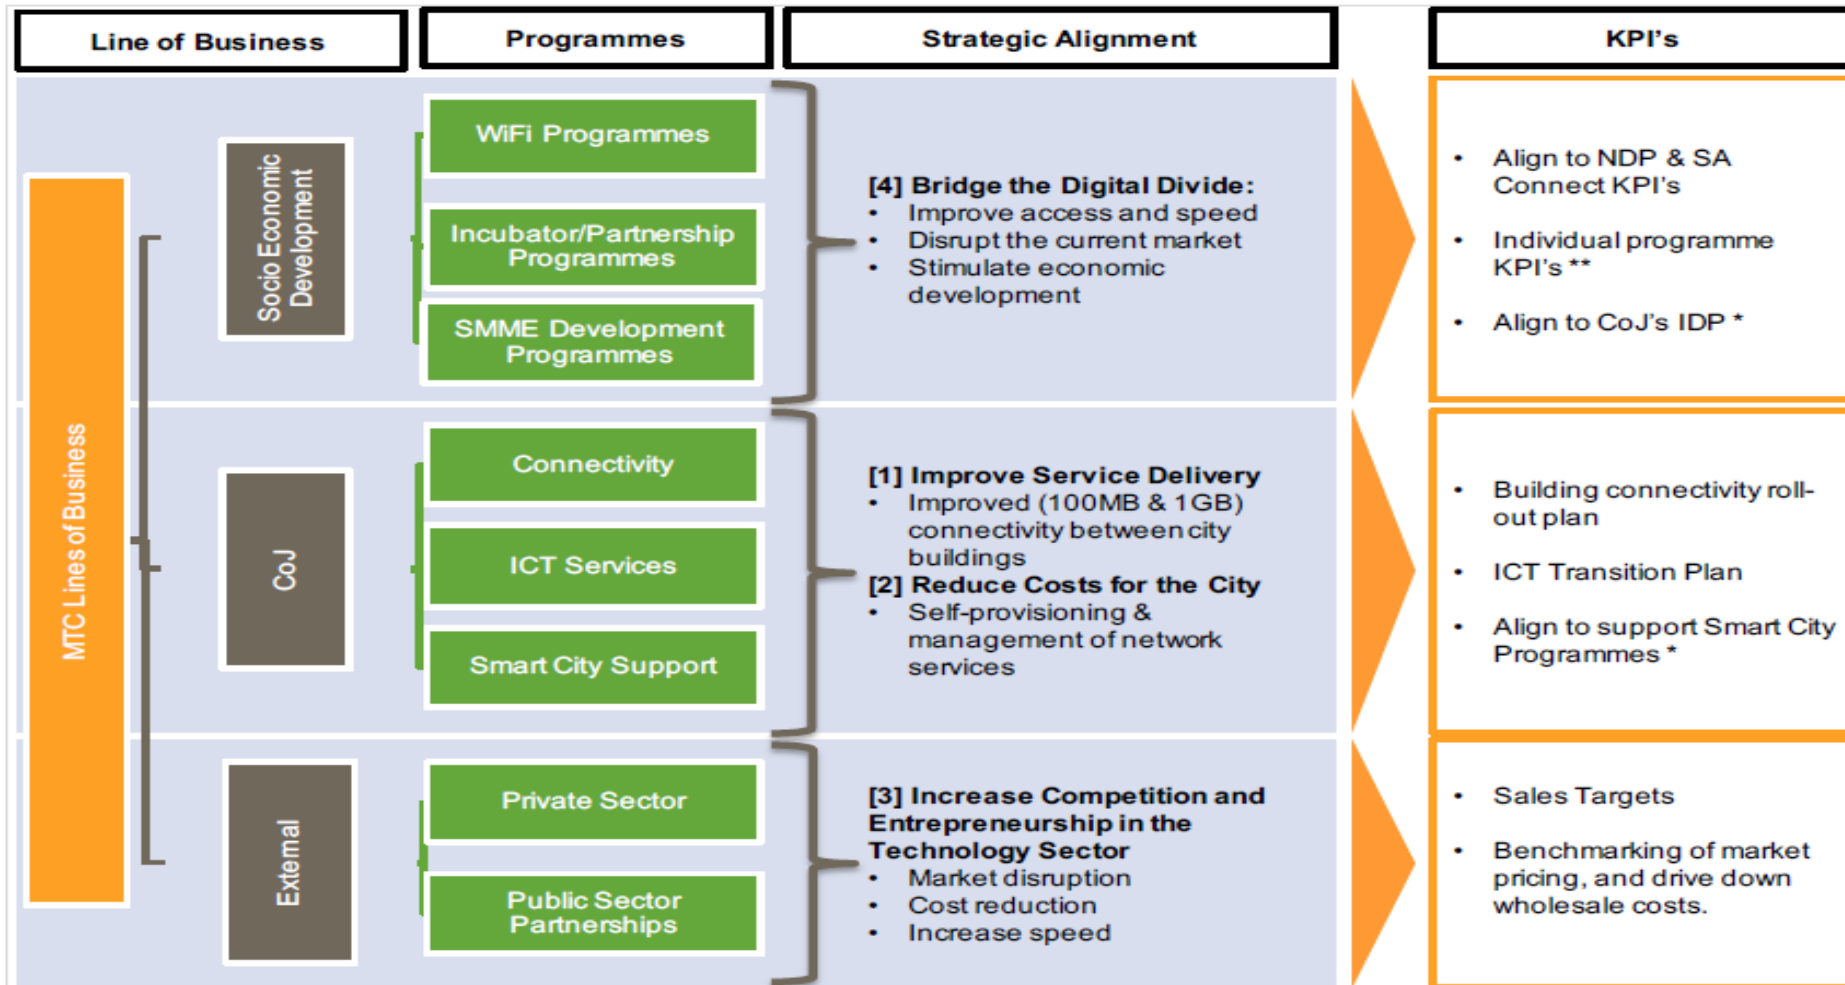 Line of Business
Programmes
Strategic Alignment
KPI's
MTC Lines of Business
Socio Economic
Development
WiFi Programmes
Incubator/Partnership
Programmes
SMME Development
Programmes
[4] Bridge the Digital Divide:
• Improve access and speed
• Disrupt the current market
• Stimulate economic
development
• Align to NDP & SA
Connect KPI's
• Individual programme
KPI's **
• Align to CoJ's IDP *
CoJ
Connectivity
ICT Services
Smart City Support
[1] Improve Service Delivery
• Improved (100MB & 1GB)
connectivity between city
buildings
[2] Reduce Costs for the City
• Self-provisioning &
management of network
services
• Building connectivity roll-
out plan
• ICT Transition Plan
• Align to support Smart City
Programmes *
External
Private Sector
Public Sector
Partnerships
[3] Increase Competition and
Entrepreneurship in the
Technology Sector
• Market disruption
• Cost reduction
• Increase speed
• Sales Targets
• Benchmarking of market
pricing, and drive down
wholesale costs.